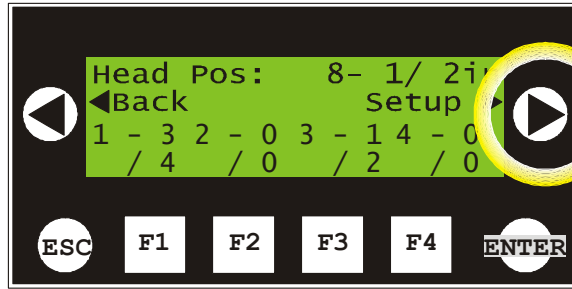 Head Pos: 8- 1/ 2i
◀Back Setup
1 - 3 2 - 0 3 - 1 4 - 0
/ 4 / 0 / 2 / 0
ESC F1 F2 F3 F4 ENTER